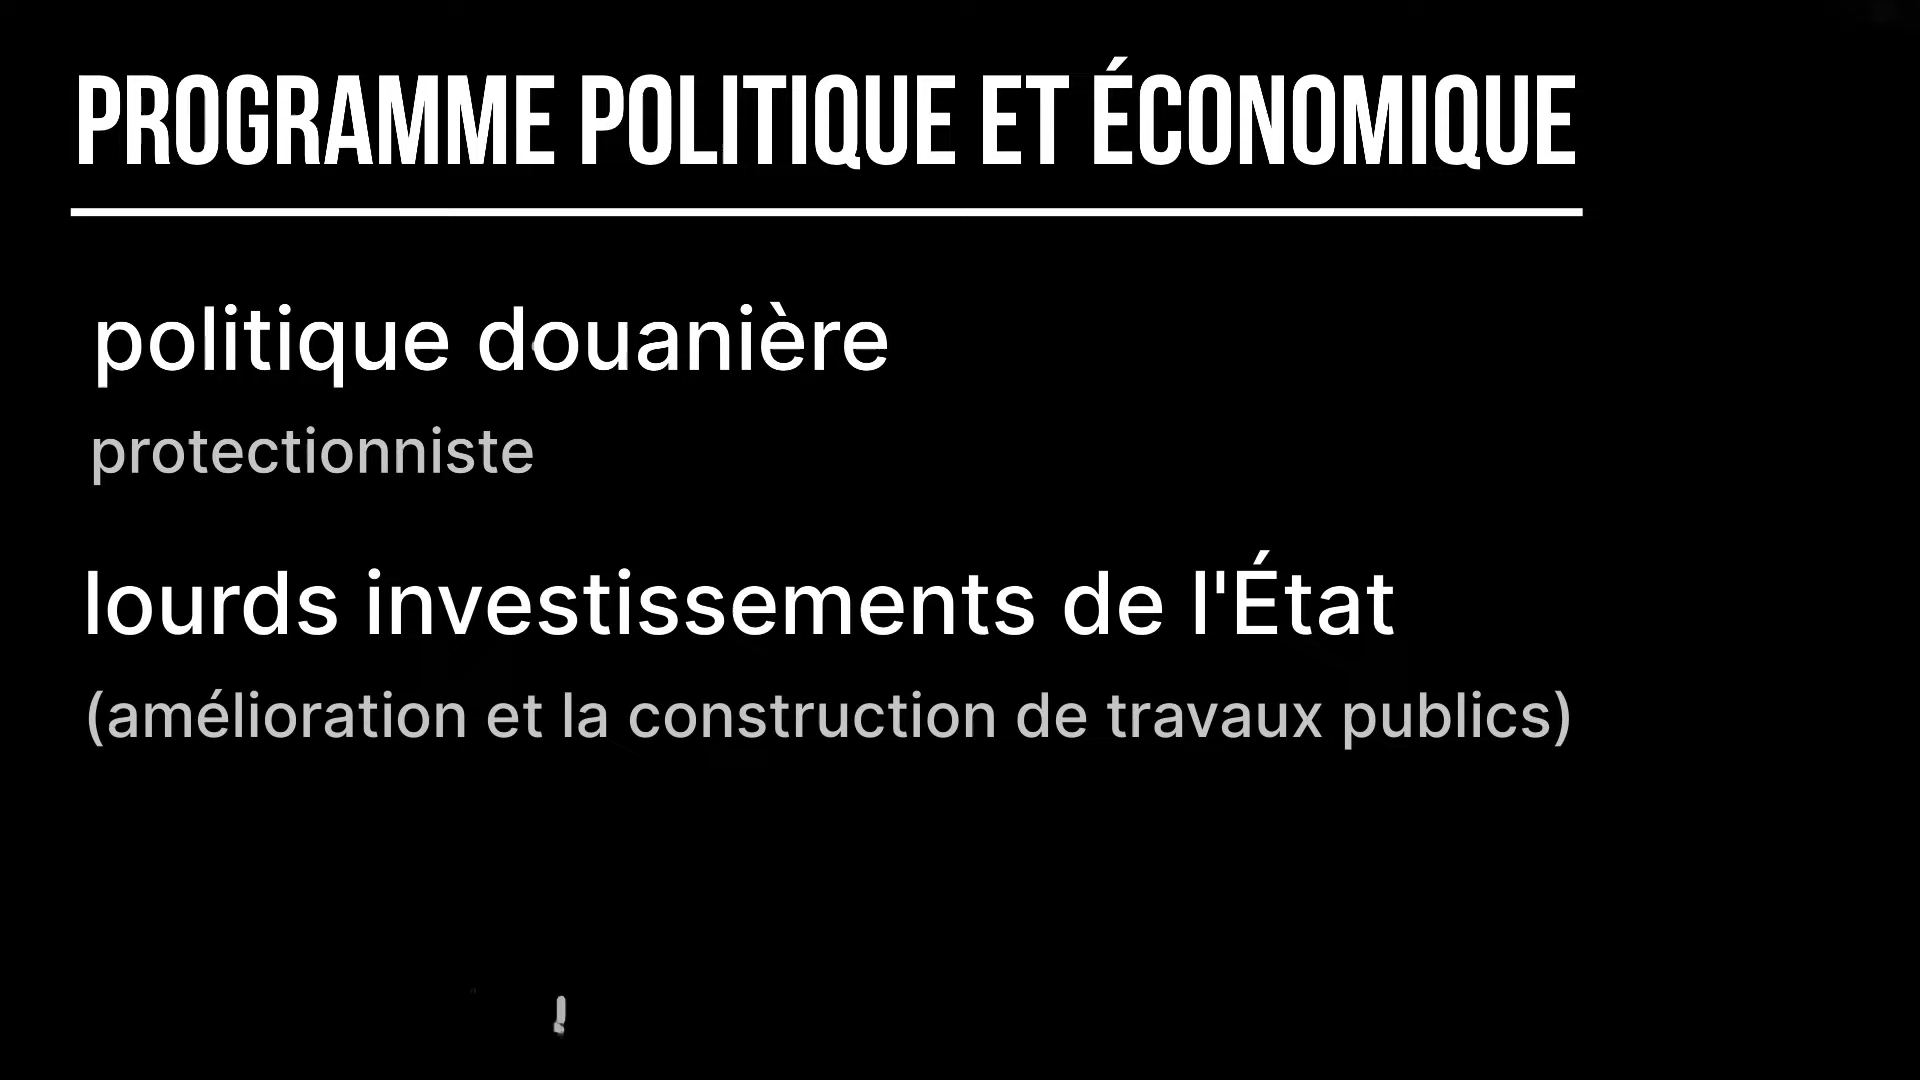 PROGRAMME POLITIQUE ET ÉCONOMIQUE
politique douanière
protectionniste
lourds investissements de l'État
(amélioration et la construction de travaux publics)